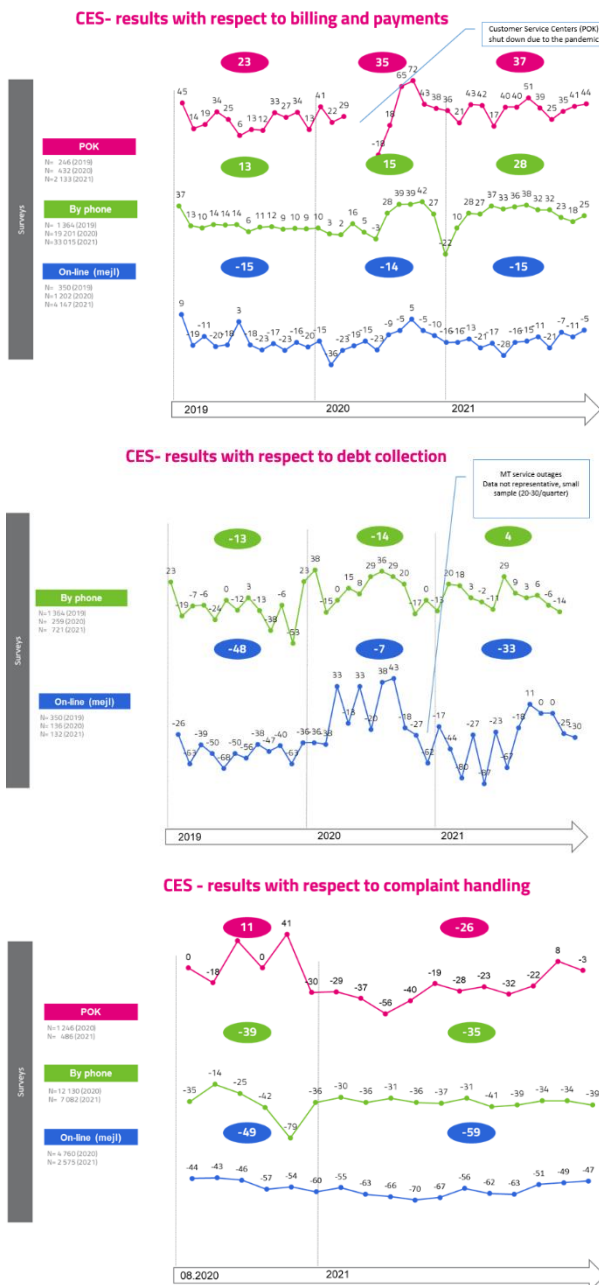 CES- results with respect to billing and payments
Customer Service Centers (POK)
shut down due to the pandemic
23 35 37
45 14 19 34 25 6 13 12 33 27 34 13 41 22 29 -18 18 65 72 43 38 36 21 43 42 17 40 40 51 39 25 35 41 44
Surveys
POK
N= 246 (2019)
N= 432 (2020)
N=2 133 (2021)
13 15 28
37 13 10 14 14 14 6 11 12 9 10 9 10 3 2 16 5 -3 28 39 39 42 27 -22 10 28 27 37 33 36 38 32 32 23 18 25
By phone
N= 1 364 (2019)
N=19 201 (2020)
N=33 015 (2021)
-15 -14 -15
9 -19 -11 -20 -18 3 -18 -23 -17 -23 -16 -20 -15 -36 -23 -19 -15 -23 -9 -5 5 -5 -10 -16 -16 -13 -21 -17 -28 -16 -15 -11 -21 -7 -11 -5
On-line (mejl)
N= 350 (2019)
N=1 202 (2020)
N=4 147 (2021)
2019 2020 2021
CES- results with respect to debt collection
MT service outages
Data not representative, small
sample (20-30/quarter)
-13 -14 4
23 -19 -7 -6 -24 0 -12 3 -13 -38 -6 -53 23 38 -15 0 15 8 29 36 29 20 -17 0 -13 20 18 3 -2 -11 29 9 3 6 -6 -14
Surveys
By phone
N=1 364 (2019)
N= 259 (2020)
N= 721 (2021)
-48 -7 -33
-26 -63 -39 -50 -68 -50 -56 -38 -47 -40 -63 -36 -36 -38 33 -13 33 -20 38 43 -18 -27 -62 -17 -44 -80 -27 -87 -23 -67 -18 11 0 0 -25 -30
On-line (mejl)
N= 350 (2019)
N= 136 (2020)
N= 132 (2021)
2019 2020 2021
CES - results with respect to complaint handling
11 -26
0 -18 0 41 -30 -29 -37 -56 -40 -19 -28 -23 -32 -22 8 -3
Surveys
POK
N=1 246 (2020)
N= 486 (2021)
-39 -35
-35 -14 -25 -42 -79 -36 -30 -36 -31 -36 -37 -31 -41 -39 -34 -34 -39
By phone
N=12 130 (2020)
N= 7 082 (2021)
-49 -59
-44 -43 -46 -57 -54 -60 -55 -63 -66 -70 -67 -56 -62 -63 -51 -49 -47
On-line (mejl)
N=4 760 (2020)
N=2 575 (2021)
08.2020 2021